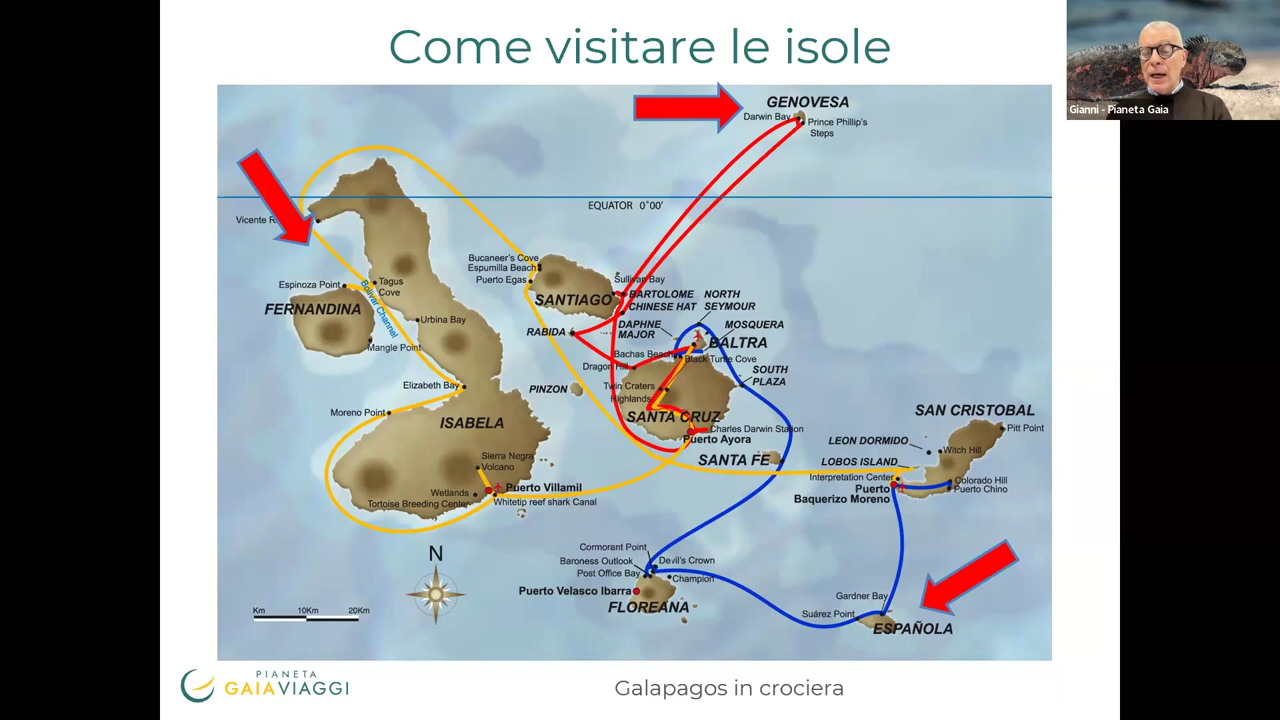 Come visitare le isole
Gianni - Pianeta Gaia
GENOVESA
Darwin Bay
Prince Phillip's
Steps
EQUATOR 0°00'
Vicente R
Bucaneer's Cove
Espumilla Beach
Puerto Egas
Sullivan Bay
Espinoza Point
Tagus
Cove
Bolivar Channel
FERNANDINA
SANTIAGO
BARTOLOME
CHINESE HAT
NORTH
SEYMOUR
Urbina Bay
RABIDA
DAPHNE
MAJOR
MOSQUERA
BALTRA
Mangle Point
Bachas Beach
Black Turtle Cove
Dragon Hill
SOUTH
PLAZA
Elizabeth Bay
PINZON
Twin Craters
Highlands
Moreno Point
ISABELA
SANTA CRUZ
Charles Darwin Station
Puerto Ayora
SAN CRISTOBAL
Pitt Point
LEON DORMIDO
Witch Hill
SANTA FE
LOBOS ISLAND
Sierra Negra
Volcano
Interpretation Center
Colorado Hill
Puerto Chino
Puerto
Baquerizo Moreno
Puerto Villamil
Wetlands
Tortoise Breeding Center
Whitetip reef shark Canal
N
Cormorant Point
Baroness Outlook
Devil's Crown
Post Office Bay
Champion
Puerto Velasco Ibarra
FLOREANA
Gardner Bay
Suárez Point
ESPAÑOLA
Km 10Km 20Km
PIANETA
GAIAVIAGGI
Galapagos in crociera